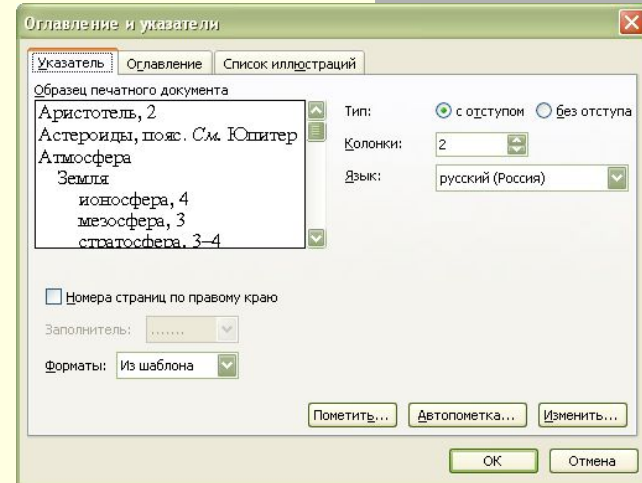 Оглавление и указатели
Указатель Оглавление Список иллюстраций
Образец печатного документа
Аристотель, 2
Астероиды, пояс. См. Юпитер
Атмосфера
Земля
ионосфера, 4
мезосфера, 3
стратосфера, 3–4
Тип: с отступом без отступа
Колонки: 2
Язык: русский (Россия)
Номера страниц по правому краю
Заполнитель: .......
Форматы: Из шаблона
Пометить... Автопометка... Изменить...
ОК Отмена